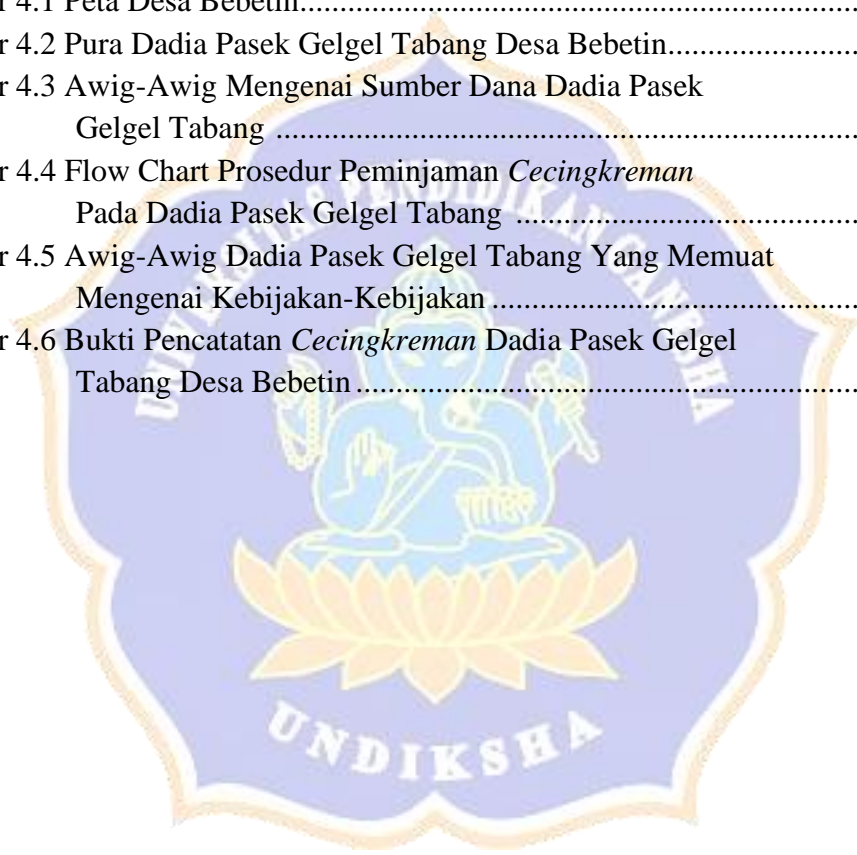 r 4.1 Peta Desa Bebetin
r 4.2 Pura Dadia Pasek Gelgel Tabang Desa Bebetin
r 4.3 Awig-Awig Mengenai Sumber Dana Dadia Pasek
Gelgel Tabang
r 4.4 Flow Chart Prosedur Peminjaman Cecingkreman
Pada Dadia Pasek Gelgel Tabang
r 4.5 Awig-Awig Dadia Pasek Gelgel Tabang Yang Memuat
Mengenai Kebijakan-Kebijakan
r 4.6 Bukti Pencatatan Cecingkreman Dadia Pasek Gelgel
Tabang Desa Bebetin
UNIVERSITAS PENDIDIKAN GANESHA
UNDIKSHA